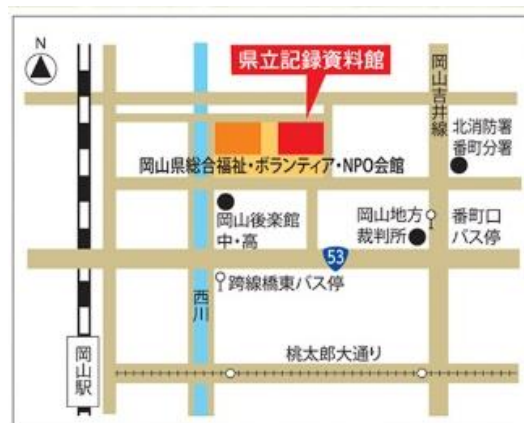 N
県立記録資料館
岡山吉井線
北消防署
番町分署
岡山県総合福祉・ボランティア・NPO会館
岡山後楽館
中・高
岡山地方
裁判所
番町口
バス停
53
跨線橋東バス停
西川
岡山駅
桃太郎大通り